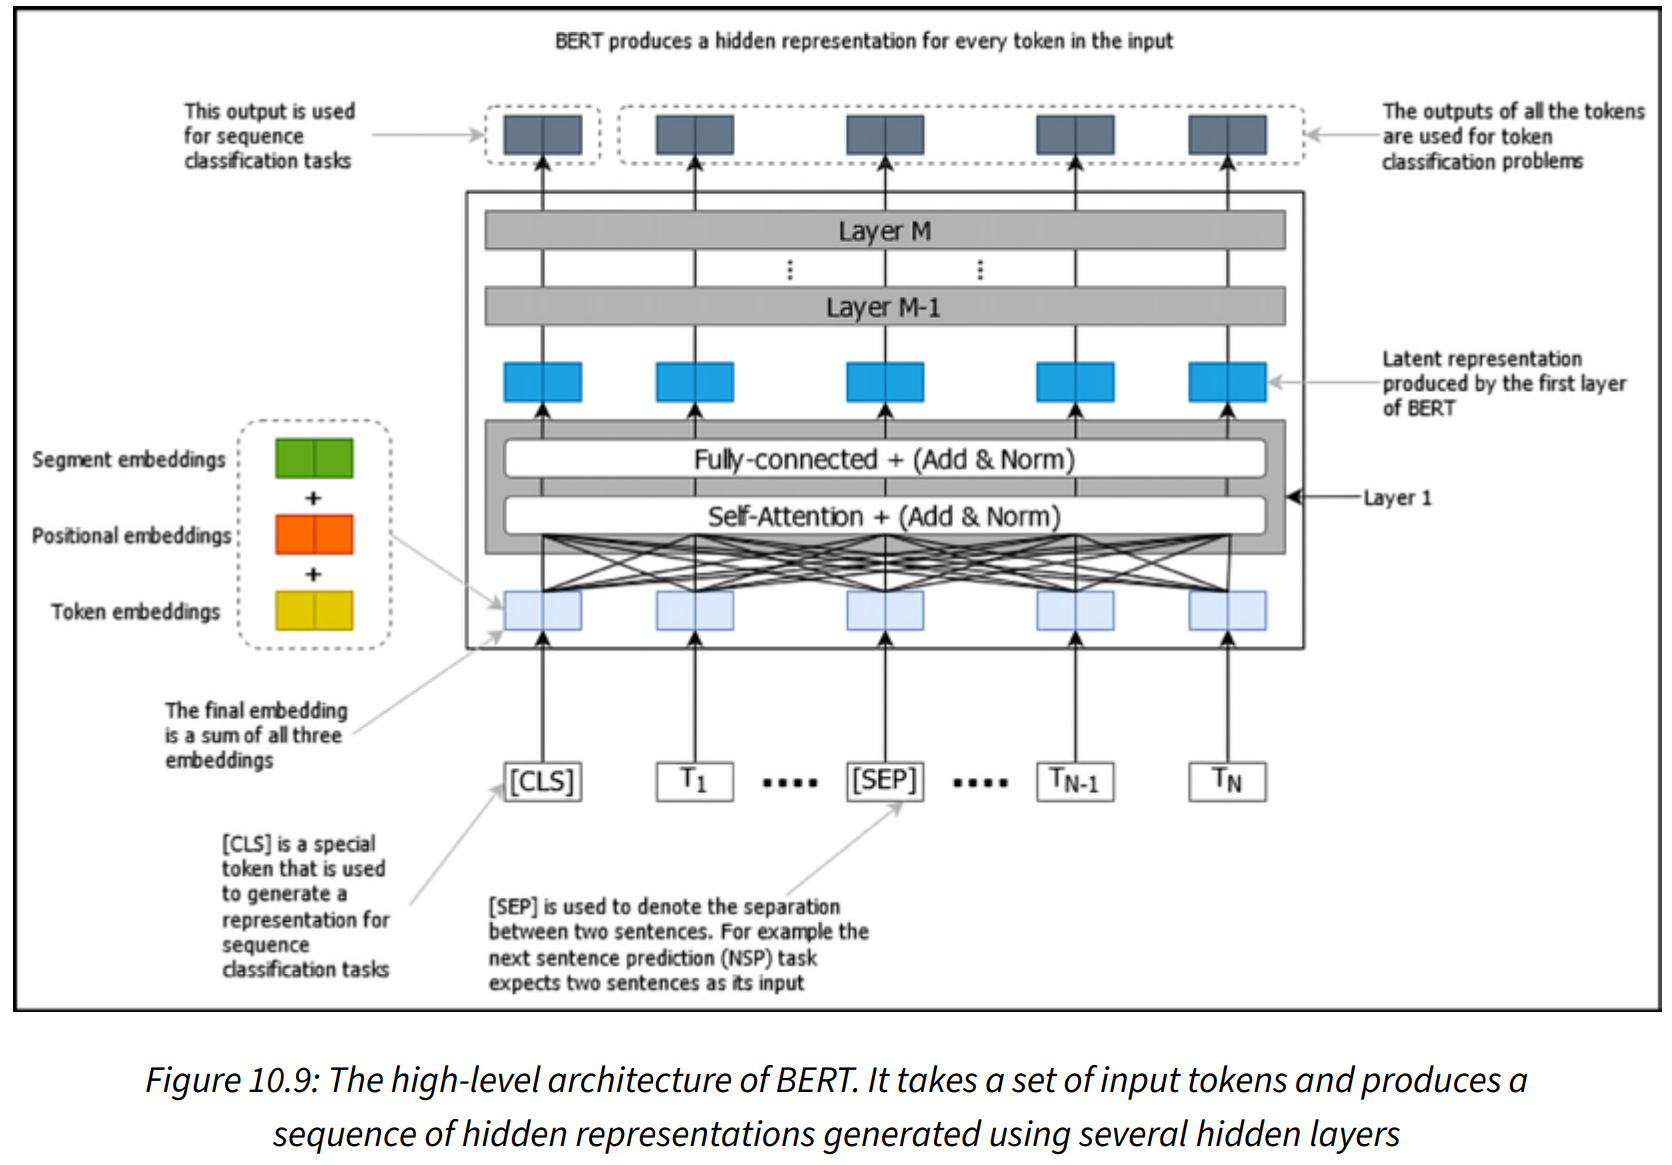 BERT produces a hidden representation for every token in the input
This output is used
for sequence
classification tasks
The outputs of all the tokens
are used for token
classification problems
Layer M
Layer M-1
Latent representation
produced by the first layer
of BERT
Segment embeddings
+
Positional embeddings
+
Token embeddings
Fully-connected + (Add & Norm)
Self-Attention + (Add & Norm)
Layer 1
The final embedding
is a sum of all three
embeddings
[CLS]
T1
....
[SEP]
....
TN-1
TN
[CLS] is a special
token that is used
to generate a
representation for
sequence
classification tasks
[SEP] is used to denote the separation
between two sentences. For example the
next sentence prediction (NSP) task
expects two sentences as its input
Figure 10.9: The high-level architecture of BERT. It takes a set of input tokens and produces a
sequence of hidden representations generated using several hidden layers